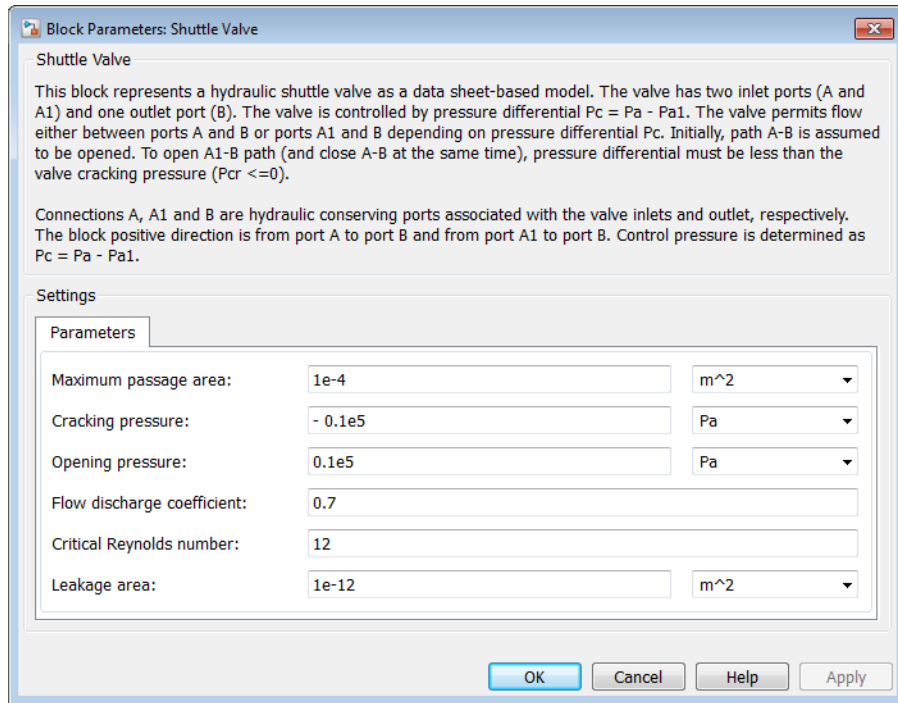 Block Parameters: Shuttle Valve
Shuttle Valve
This block represents a hydraulic shuttle valve as a data sheet-based model. The valve has two inlet ports (A and
A1) and one outlet port (B). The valve is controlled by pressure differential Pc = Pa - Pa1. The valve permits flow
either between ports A and B or ports A1 and B depending on pressure differential Pc. Initially, path A-B is assumed
to be opened. To open A1-B path (and close A-B at the same time), pressure differential must be less than the
valve cracking pressure (Pcr <=0).
Connections A, A1 and B are hydraulic conserving ports associated with the valve inlets and outlet, respectively.
The block positive direction is from port A to port B and from port A1 to port B. Control pressure is determined as
Pc = Pa - Pa1.
Settings
Parameters
Maximum passage area: 1e-4 m^2
Cracking pressure: - 0.1e5 Pa
Opening pressure: 0.1e5 Pa
Flow discharge coefficient: 0.7
Critical Reynolds number: 12
Leakage area: 1e-12 m^2
OK Cancel Help Apply